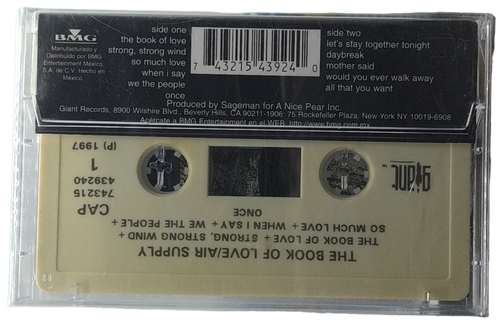 BMG
Manufacturado y
Distribuido por BMG
Entertainment México,
S.A. de C.V. Hecho en
México.
side one
the book of love
strong, strong wind
so much love
when i say
we the people
once
7 43215 43924 0
side two
let's stay together tonight
daybreak
mother said
would you ever walk away
all that you want
Produced by Sageman for A Nice Pear Inc.
Giant Records, 8900 Wilshire Blvd., Beverly Hills, CA 90211-1906 75 Rockefeller Plaza. New York NY 10019-6908
Apércate a BMG Entertainment en el WEB: http://www.bmg.com.mx
THE BOOK OF LOVE/AIR SUPPLY
THE BOOK OF LOVE + STRONG, STRONG WIND +
SO MUCH LOVE + WHEN I SAY + WE THE PEOPLE +
ONCE
giant
CAP
743215
439240
1
(P) 1997